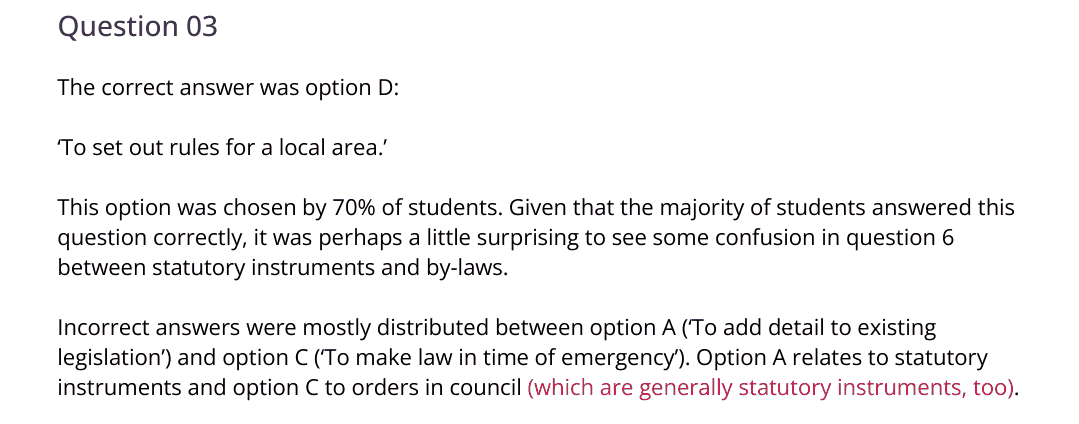 Question 03
The correct answer was option D:
‘To set out rules for a local area.’
This option was chosen by 70% of students. Given that the majority of students answered this
question correctly, it was perhaps a little surprising to see some confusion in question 6
between statutory instruments and by-laws.
Incorrect answers were mostly distributed between option A (‘To add detail to existing
legislation’) and option C (‘To make law in time of emergency’). Option A relates to statutory
instruments and option C to orders in council (which are generally statutory instruments, too).